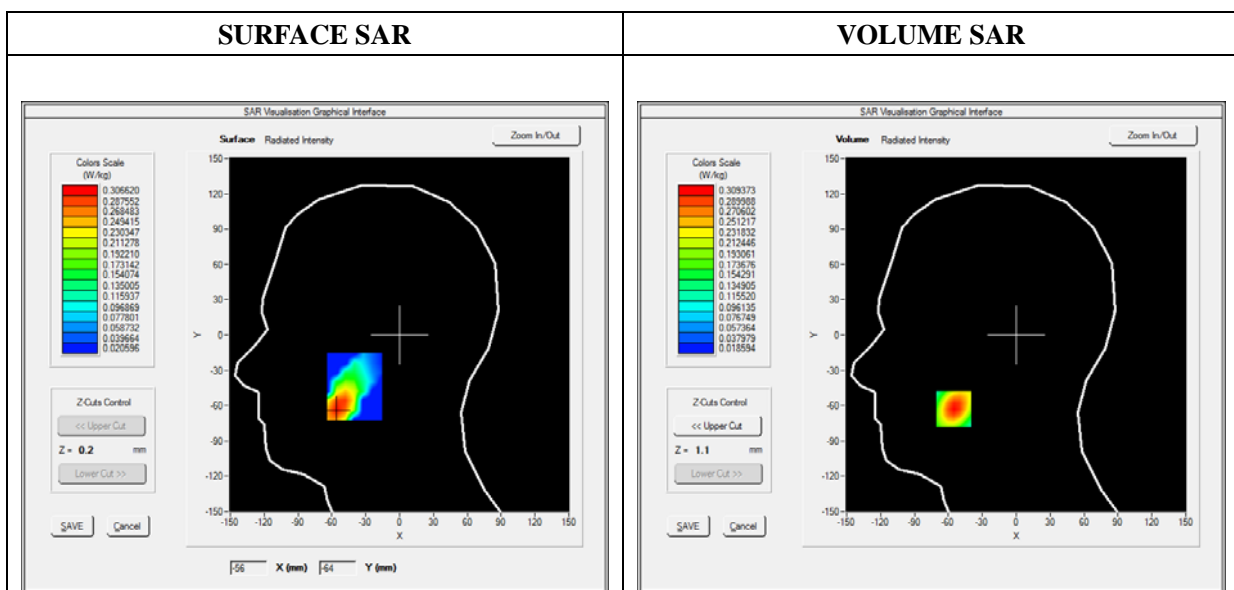 SURFACE SAR
VOLUME SAR
SAR Visualisation Graphical Interface
Surface Radiated Intensity
Zoom In/Out
Colors Scale
(W/kg)
0.306620
0.287552
0.268483
0.249415
0.230347
0.211278
0.192210
0.173142
0.154074
0.135005
0.115937
0.096869
0.077801
0.058732
0.039664
0.020596
Z-Cuts Control
<< Upper Cut
Z = 0.2 mm
Lower Cut >>
SAVE Cancel
150
120
90
60
30
0
-30
-60
-90
-120
-150
Y
-150 -120 -90 -60 -30 0 30 60 90 120 150
X
-56 X (mm) -64 Y (mm)
SAR Visualisation Graphical Interface
Volume Radiated Intensity
Zoom In/Out
Colors Scale
(W/kg)
0.309373
0.289988
0.270602
0.251217
0.231832
0.212446
0.193061
0.173676
0.154291
0.134905
0.115520
0.096135
0.076749
0.057364
0.037979
0.018594
Z-Cuts Control
<< Upper Cut
Z = 1.1 mm
Lower Cut >>
SAVE Cancel
150
120
90
60
30
0
-30
-60
-90
-120
-150
Y
-150 -120 -90 -60 -30 0 30 60 90 120 150
X